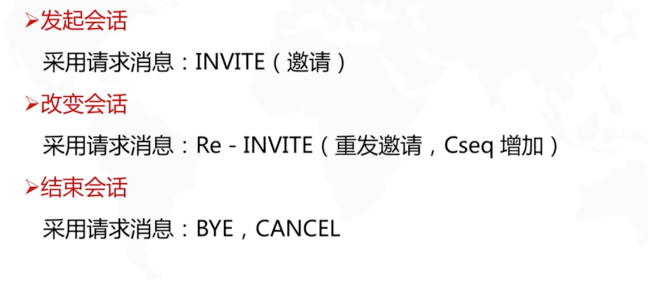 ➢发起会话
采用请求消息：INVITE（邀请）
➢改变会话
采用请求消息：Re - INVITE（重发邀请，Cseq 增加）
➢结束会话
采用请求消息：BYE，CANCEL